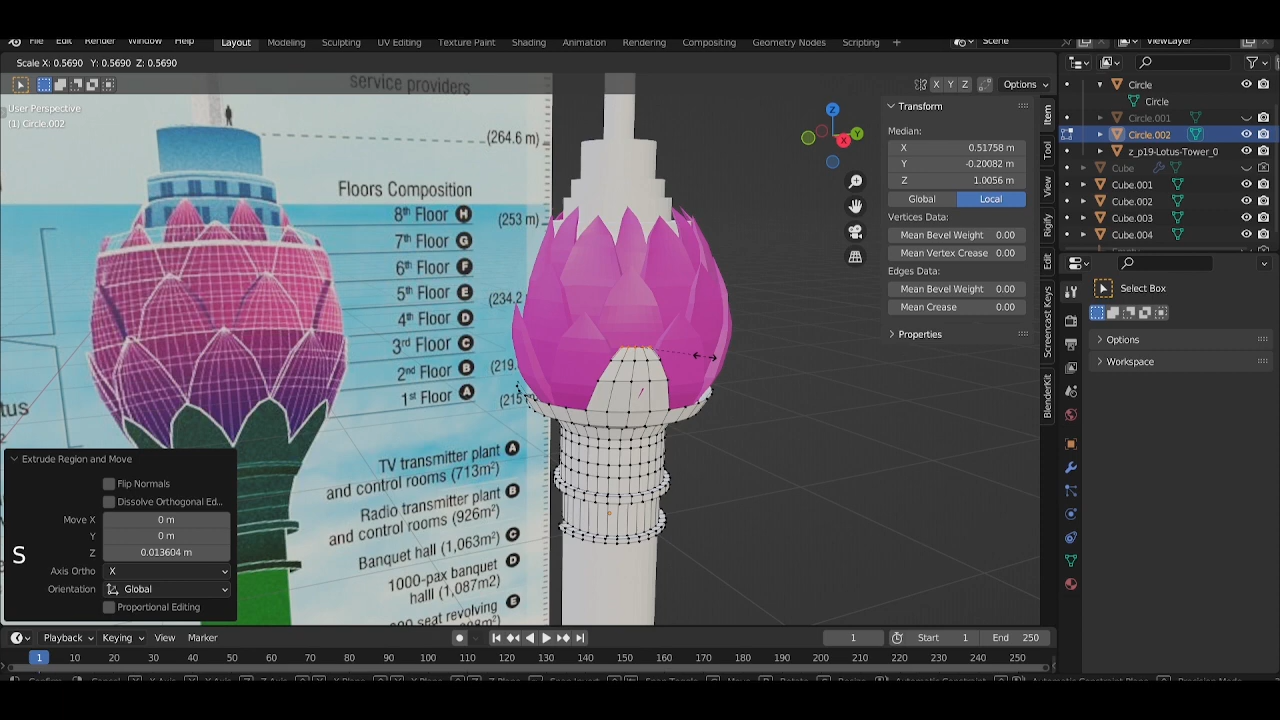 File Edit Render Window Help Layout Modeling Sculpting UV Editing Texture Paint Shading Animation Rendering Compositing Geometry Nodes Scripting + Scene ViewLayer
Scale X: 0.5690 Y: 0.5690 Z: 0.5690
X Y Z Options
User Perspective
(1) Circle.002
service providers
(264.6 m)
Floors Composition
8th Floor H
(253 m)
7th Floor G
6th Floor F
5th Floor E
(234.2
4th Floor D
3rd Floor C
2nd Floor B
(219.
1st Floor A
(215
TV transmitter plant A
and control rooms (713m²)
Radio transmitter plant B
and control rooms (926m²)
Banquet hall (1,063m²) C
1000-pax banquet D
halll (1,087m2)
seat revolving E
Z
Y
X
Transform
Median:
X 0.51758 m
Y -0.20082 m
Z 1.0056 m
Global Local
Vertices Data:
Mean Bevel Weight 0.00
Mean Vertex Crease 0.00
Edges Data:
Mean Bevel Weight 0.00
Mean Crease 0.00
Properties
Item
Tool
View
Rigify
Edit
Screencast Keys
BlenderKit
Circle
Circle
Circle.001
Circle.002
z_p19-Lotus-Tower_0
Cube
Cube.001
Cube.002
Cube.003
Cube.004
Select Box
Options
Workspace
Extrude Region and Move
Flip Normals
Dissolve Orthogonal Ed...
Move X 0 m
Y 0 m
Z 0.013604 m
Axis Ortho X
Orientation Global
Proportional Editing
S
Playback Keying View Marker 1 Start 1 End 250
1 10 20 30 40 50 60 70 80 90 100 110 120 130 140 150 160 170 180 190 200 210 220 230 240 250